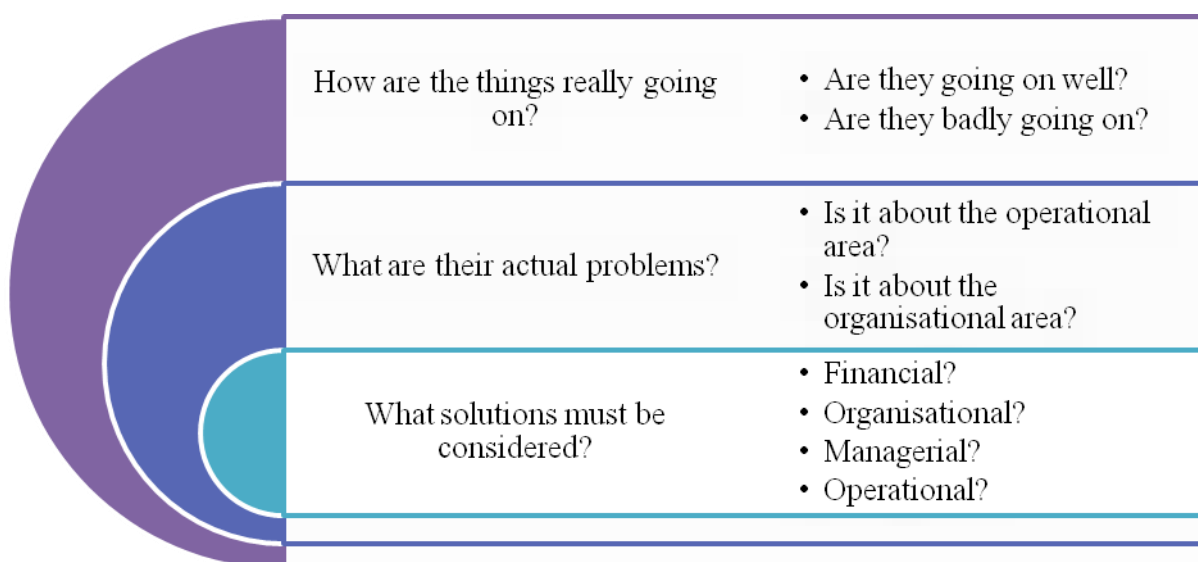 How are the things really going
on?
• Are they going on well?
• Are they badly going on?
What are their actual problems?
• Is it about the operational
area?
• Is it about the
organisational area?
What solutions must be
considered?
• Financial?
• Organisational?
• Managerial?
• Operational?